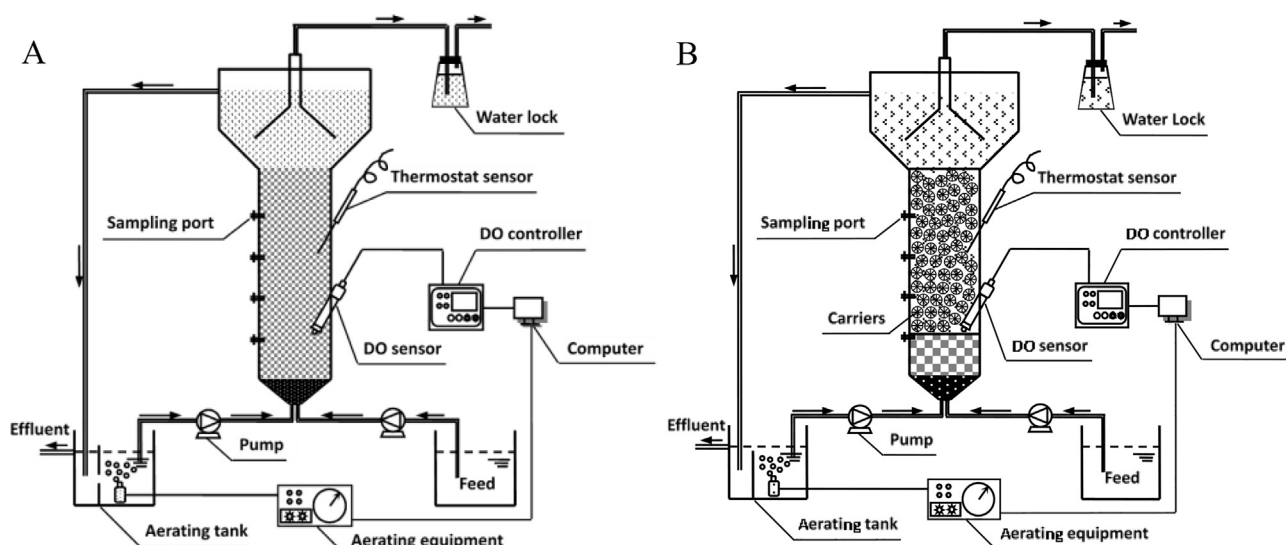 A
Water lock
Thermostat sensor
Sampling port
DO controller
DO sensor
Computer
Effluent
Pump
Feed
Aerating tank
Aerating equipment
B
Water Lock
Thermostat sensor
Sampling port
DO controller
Carriers
DO sensor
Computer
Effluent
Pump
Feed
Aerating tank
Aerating equipment